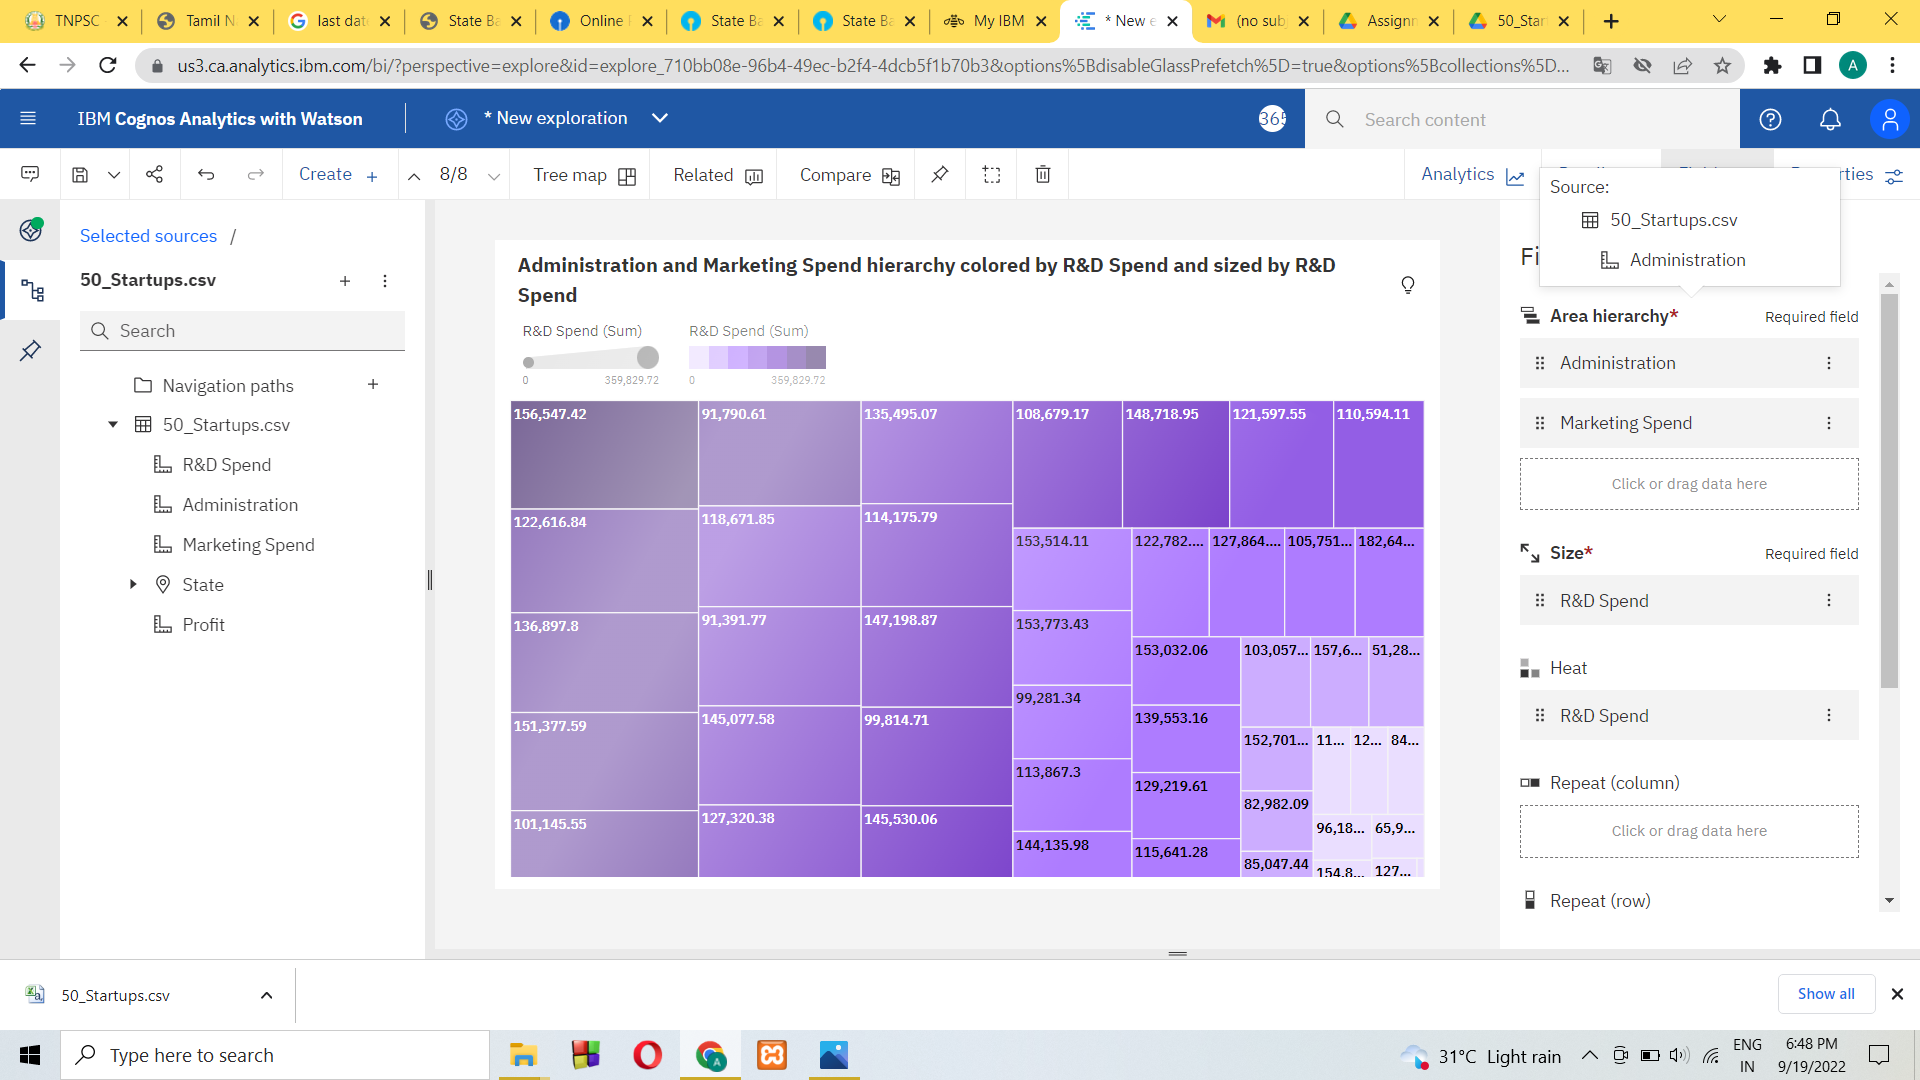 TNPSC
Tamil N
last date
State Ba
Online
State Ba
State Ba
My IBM
* New e
(no sub
Assignm
50_Star
us3.ca.analytics.ibm.com/bi/?perspective=explore&id=explore_710bb08e-96b4-49ec-b2f4-4dcb5f1b70b3&options%5BdisableGlassPrefetch%5D=true&options%5Bcollections%5D...
A
IBM Cognos Analytics with Watson
* New exploration
365
Search content
Create
8/8
Tree map
Related
Compare
Analytics
Source:
50_Startups.csv
Administration
Selected sources /
50_Startups.csv
Search
Navigation paths
50_Startups.csv
R&D Spend
Administration
Marketing Spend
State
Profit
Administration and Marketing Spend hierarchy colored by R&D Spend and sized by R&D
Spend
R&D Spend (Sum)
R&D Spend (Sum)
0 359,829.72
0 359,829.72
156,547.42 91,790.61 135,495.07 108,679.17 148,718.95 121,597.55 110,594.11
122,616.84 118,671.85 114,175.79 153,514.11 122,782.... 127,864.... 105,751... 182,64...
136,897.8 91,391.77 147,198.87 153,773.43 153,032.06 103,057... 157,6... 51,28...
151,377.59 145,077.58 99,814.71 99,281.34 139,553.16 152,701... 11... 12... 84...
113,867.3 129,219.61 82,982.09
101,145.55 127,320.38 145,530.06 144,135.98 115,641.28 85,047.44 96,18... 65,9...
154,8... 127...
Area hierarchy* Required field
Administration
Marketing Spend
Click or drag data here
Size* Required field
R&D Spend
Heat
R&D Spend
Repeat (column)
Click or drag data here
Repeat (row)
50_Startups.csv
Show all
Type here to search
A
31°C Light rain
ENG
IN
6:48 PM
9/19/2022